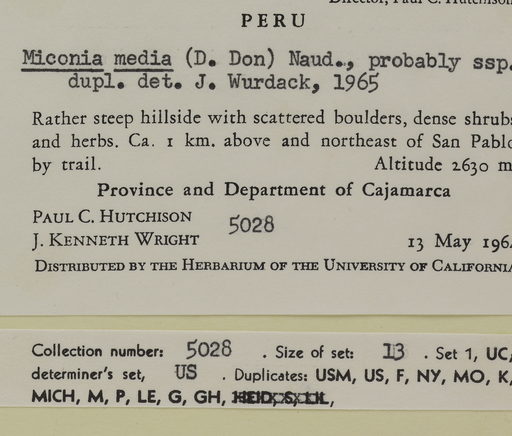 Director, Paul C. Hutchison
PERU
Miconia media (D. Don) Naud., probably ssp.
dupl. det. J. Wurdack, 1965
Rather steep hillside with scattered boulders, dense shrubs
and herbs. Ca. 1 km. above and northeast of San Pablo
by trail. Altitude 2630 m
Province and Department of Cajamarca
PAUL C. HUTCHISON
5028
J. KENNETH WRIGHT 13 May 196
DISTRIBUTED BY THE HERBARIUM OF THE UNIVERSITY OF CALIFORNIA
Collection number: 5028 . Size of set: 13 . Set 1, UC,
determiner's set, US . Duplicates: USM, US, F, NY, MO, K,
MICH, M, P, LE, G, GH,